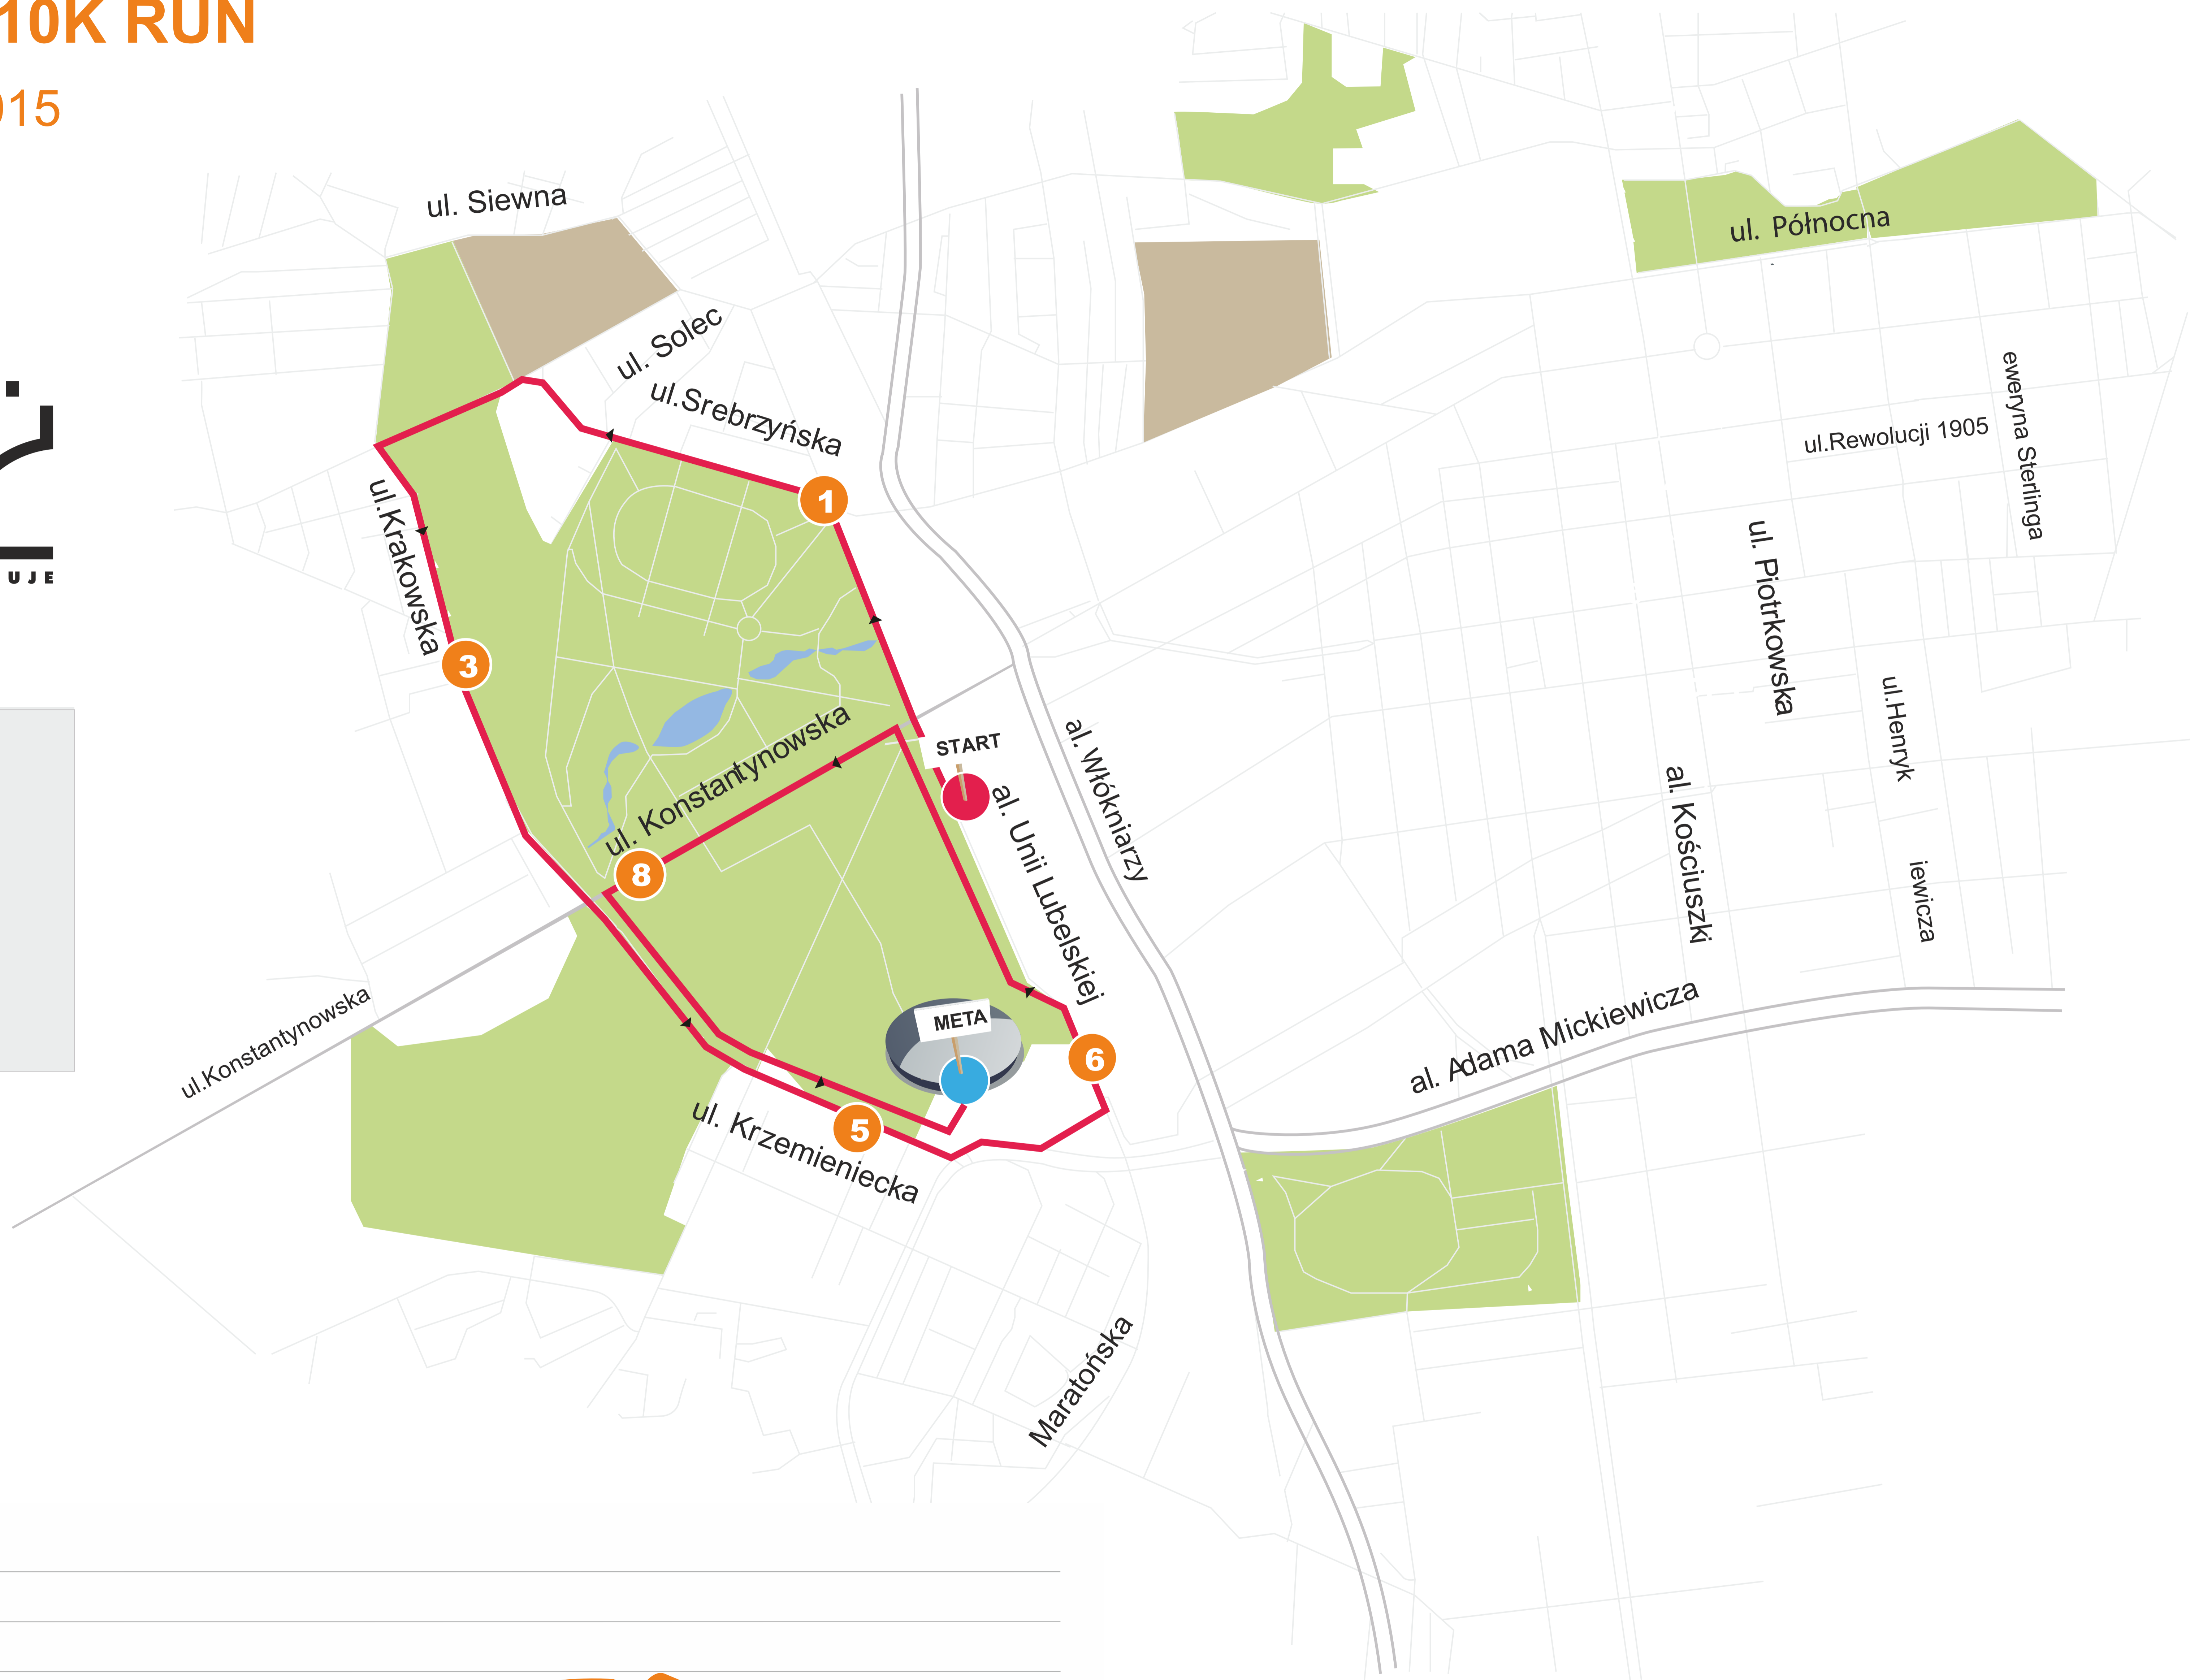 10K RUN
015
UJE
ul. Siewna
ul. Północna
ul. Solec
ul.Srebrzyńska
eweryna Sterlinga
ul.Rewolucji 1905
1
ul.Krakowska
ul. Piotrkowska
3
ul.Henryk
iewicza
START
ul. Konstantynowska
al. Włókniarzy
al. Unii Lubelskiej
al. Kościuszki
8
META
ul.Konstantynowska
al. Adama Mickiewicza
6
5
ul. Krzemieniecka
Maratońska